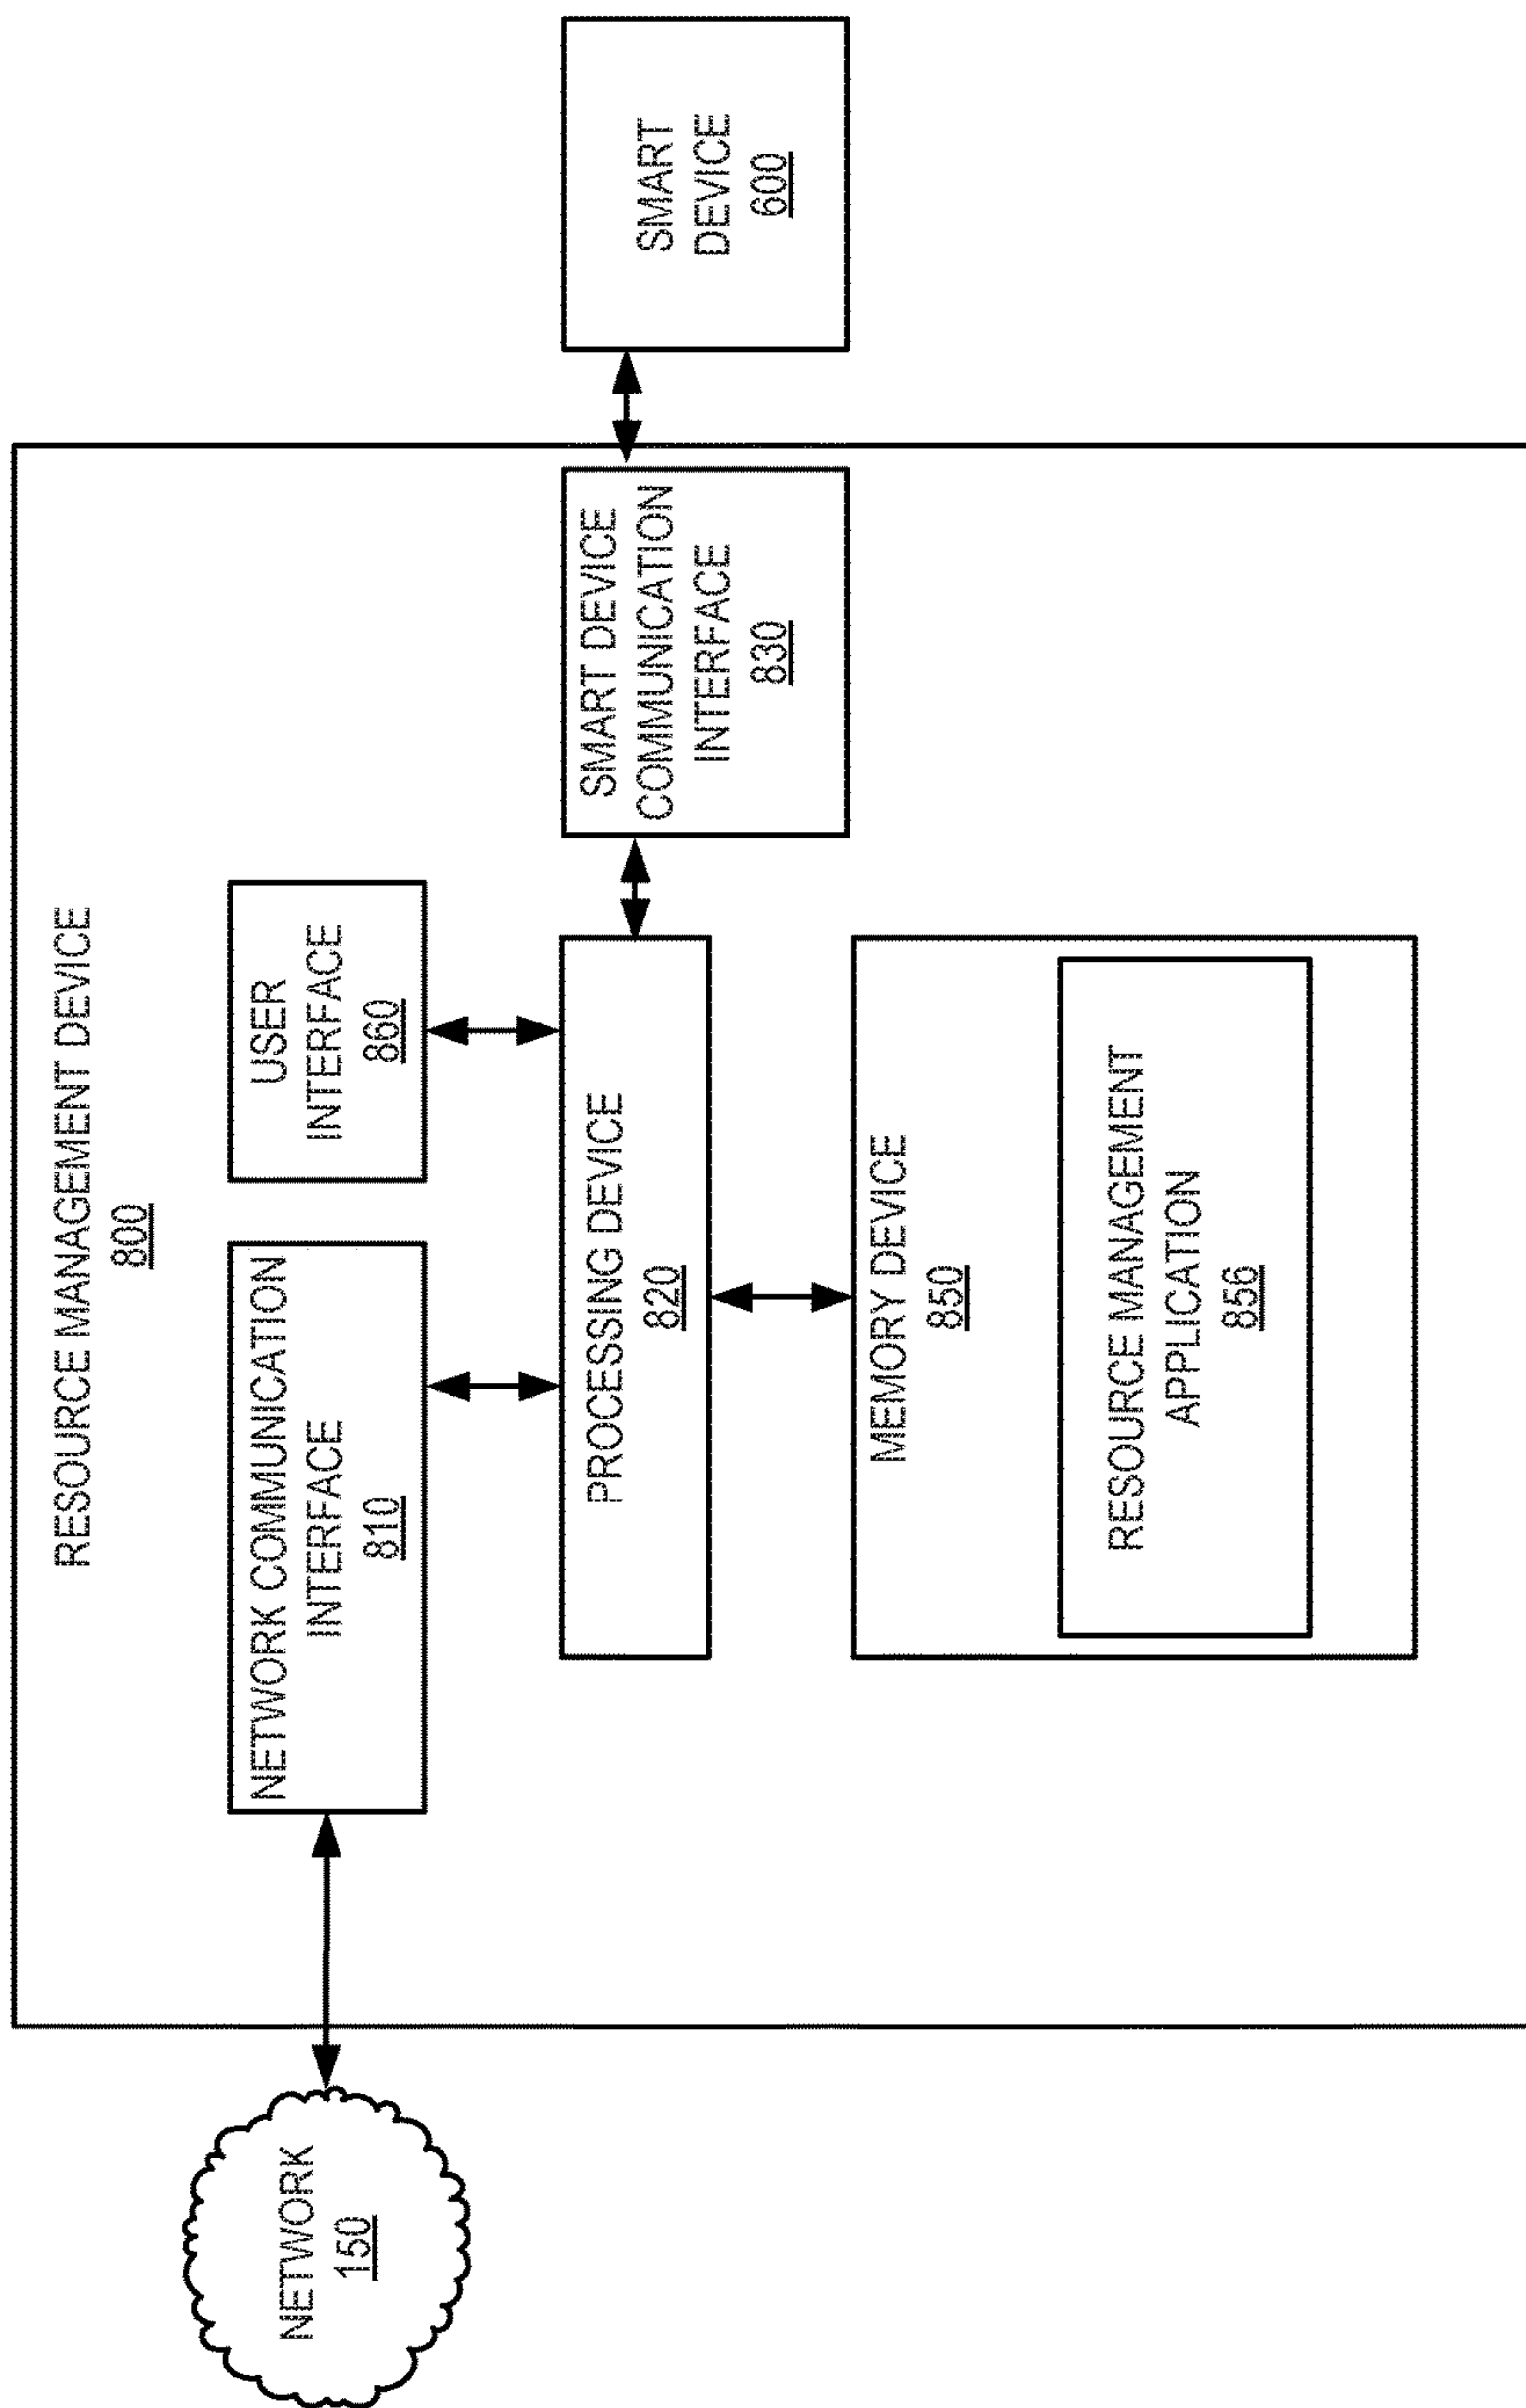 RESOURCE MANAGEMENT DEVICE
800
NETWORK
150
NETWORK COMMUNICATION
INTERFACE
810
USER
INTERFACE
860
PROCESSING DEVICE
820
SMART DEVICE
COMMUNICATION
INTERFACE
830
SMART
DEVICE
600
MEMORY DEVICE
850
RESOURCE MANAGEMENT
APPLICATION
856